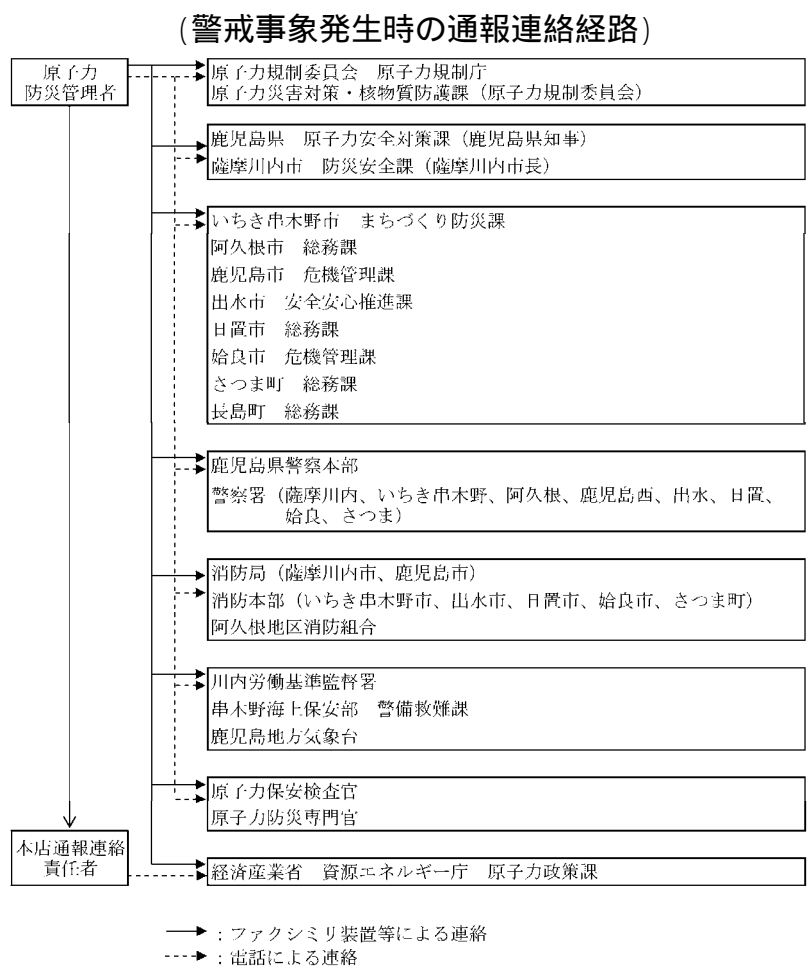 (警戒事象発生時の通報連絡経路)
原子力
防災管理者
原子力規制委員会 原子力規制庁
原子力災害対策・核物質防護課(原子力規制委員会)
鹿児島県 原子力安全対策課(鹿児島県知事)
薩摩川内市 防災安全課(薩摩川内市長)
いちき串木野市 まちづくり防災課
阿久根市 総務課
鹿児島市 危機管理課
出水市 安全安心推進課
日置市 総務課
姶良市 危機管理課
さつま町 総務課
長島町 総務課
鹿児島県警察本部
警察署(薩摩川内、いちき串木野、阿久根、鹿児島西、出水、日置、
姶良、さつま)
消防局(薩摩川内市、鹿児島市)
消防本部(いちき串木野市、出水市、日置市、姶良市、さつま町)
阿久根地区消防組合
川内労働基準監督署
串木野海上保安部 警備救難課
鹿児島地方気象台
原子力保安検査官
原子力防災専門官
本店通報連絡
責任者
経済産業省 資源エネルギー庁 原子力政策課
:ファクシミリ装置等による連絡
:電話による連絡